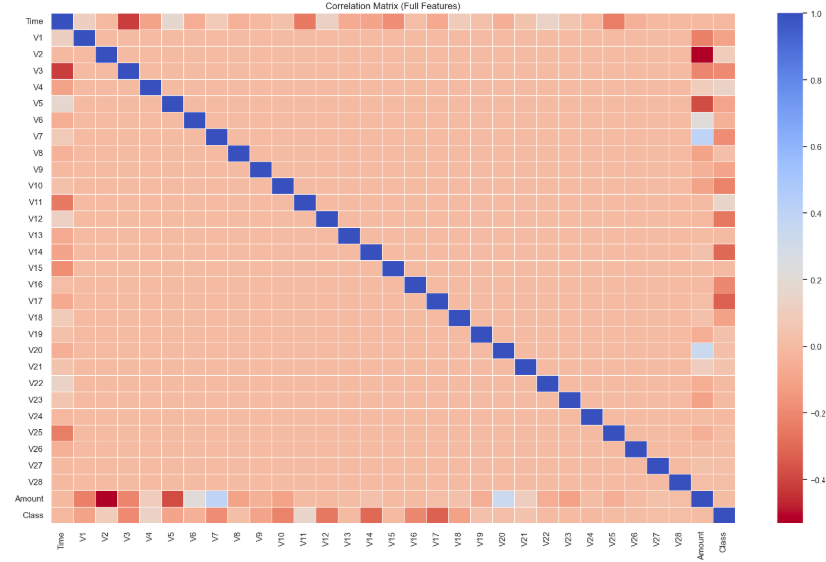 Correlation Matrix (Full Features)
Time
V1
V2
V3
V4
V5
V6
V7
V8
V9
V10
V11
V12
V13
V14
V15
V16
V17
V18
V19
V20
V21
V22
V23
V24
V25
V26
V27
V28
Amount
Class
Time V1 V2 V3 V4 V5 V6 V7 V8 V9 V10 V11 V12 V13 V14 V15 V16 V17 V18 V19 V20 V21 V22 V23 V24 V25 V26 V27 V28 Amount Class
1.0
0.8
0.6
0.4
0.2
0.0
−0.2
−0.4